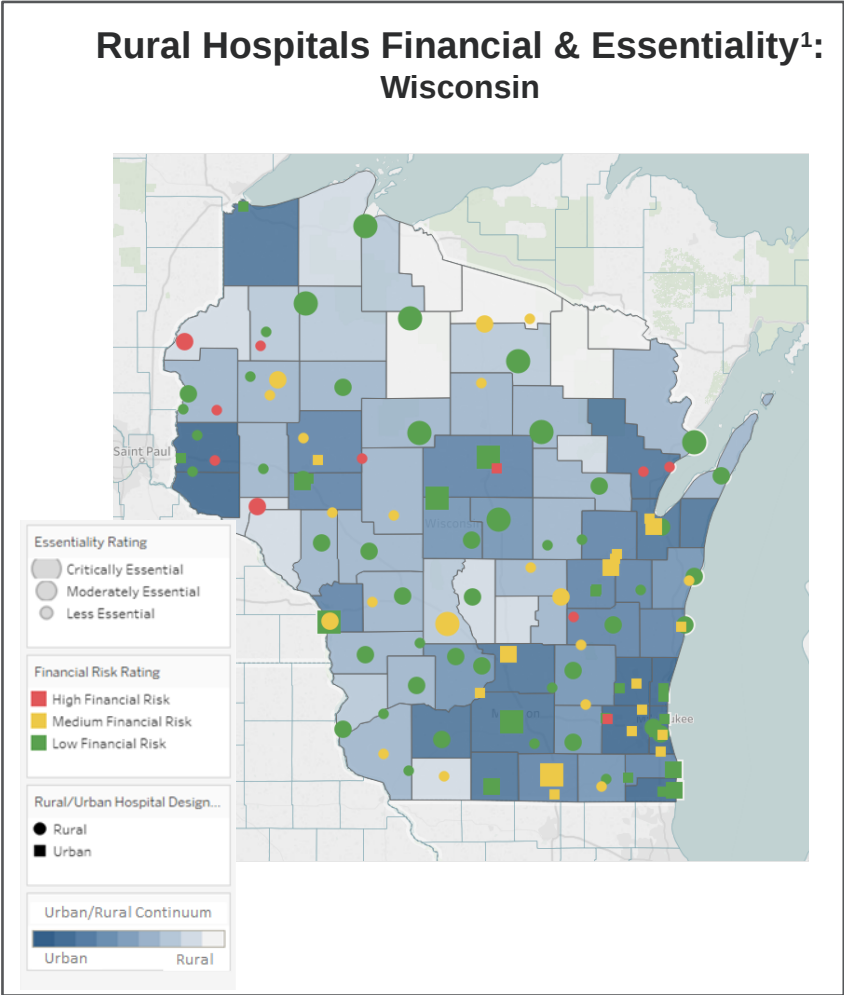 Rural Hospitals Financial & Essentiality¹:
Wisconsin
Saint Paul
Wisconsin
Essentiality Rating
Critically Essential
Moderately Essential
Less Essential
Financial Risk Rating
High Financial Risk
Medium Financial Risk
Low Financial Risk
Rural/Urban Hospital Design...
Rural
Urban
Urban/Rural Continuum
Urban
Rural